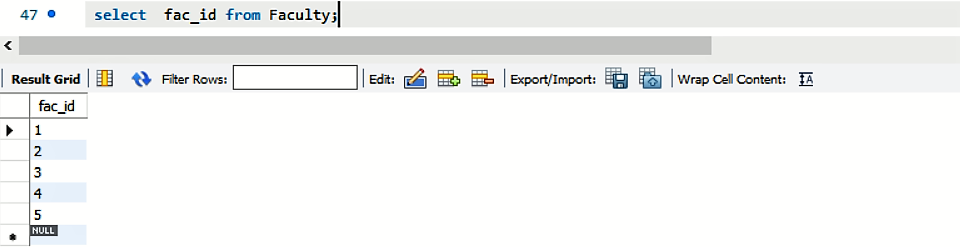 47 select fac_id from Faculty;
Result Grid Filter Rows: Edit: Export/Import: Wrap Cell Content:
fac_id
1
2
3
4
5
NULL